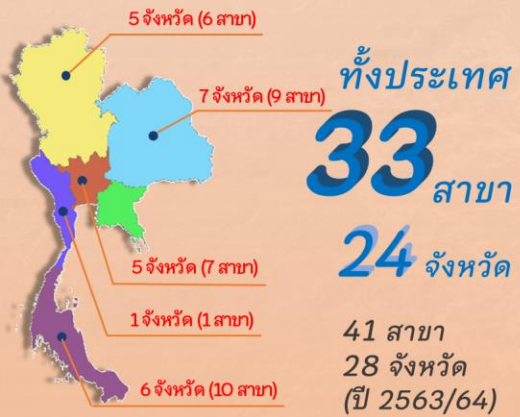 5 จังหวัด (6 สาขา)
7 จังหวัด (9 สาขา)
5 จังหวัด (7 สาขา)
1 จังหวัด (1 สาขา)
6 จังหวัด (10 สาขา)
ทั้งประเทศ
33 สาขา
24 จังหวัด
41 สาขา
28 จังหวัด
(ปี 2563/64)